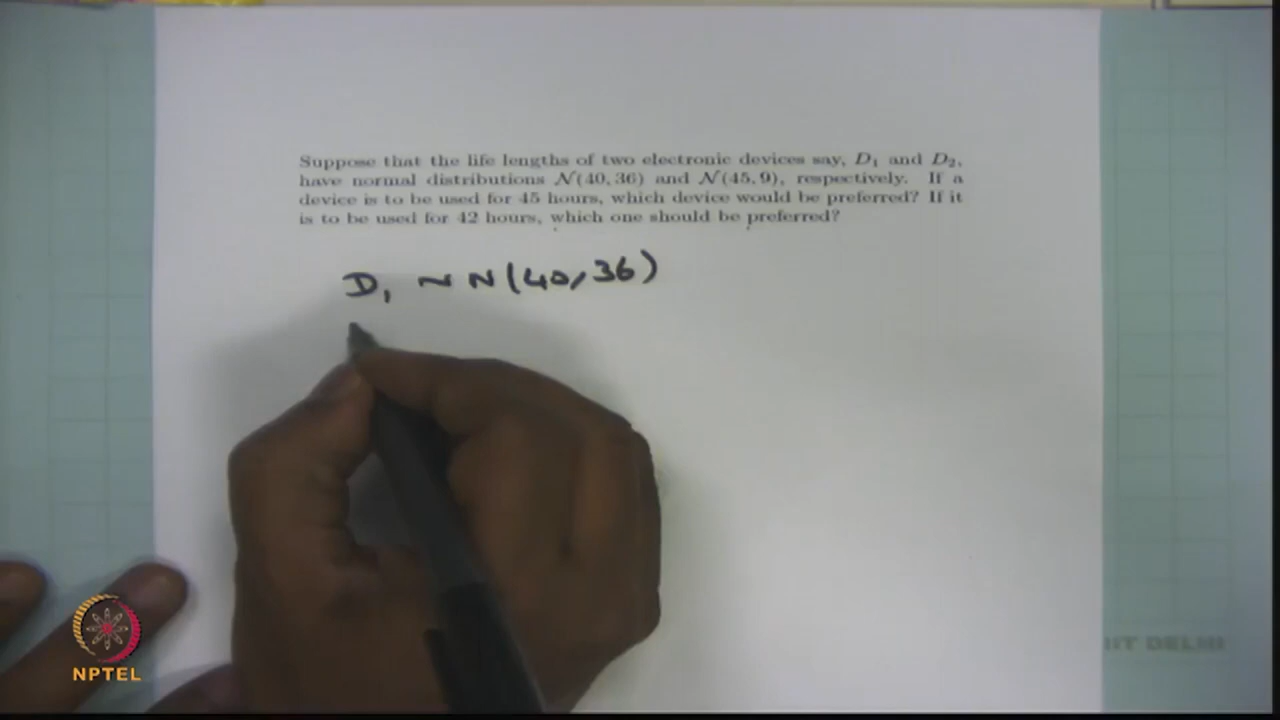 Suppose that the life lengths of two electronic devices say, D₁ and D₂,
have normal distributions N(40, 36) and N(45, 9), respectively. If a
device is to be used for 45 hours, which device would be preferred? If it
is to be used for 42 hours, which one should be preferred?
D₁ ~ N(40, 36)
IIT DELHI
NPTEL